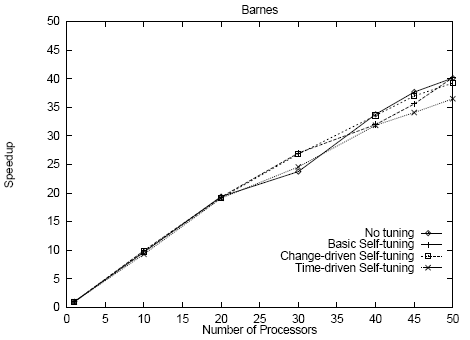 Barnes
50
45
40
35
30
25
20
15
10
5
0
Speedup
No tuning
Basic Self-tuning
Change-driven Self-tuning
Time-driven Self-tuning
0 5 10 15 20 25 30 35 40 45 50
Number of Processors